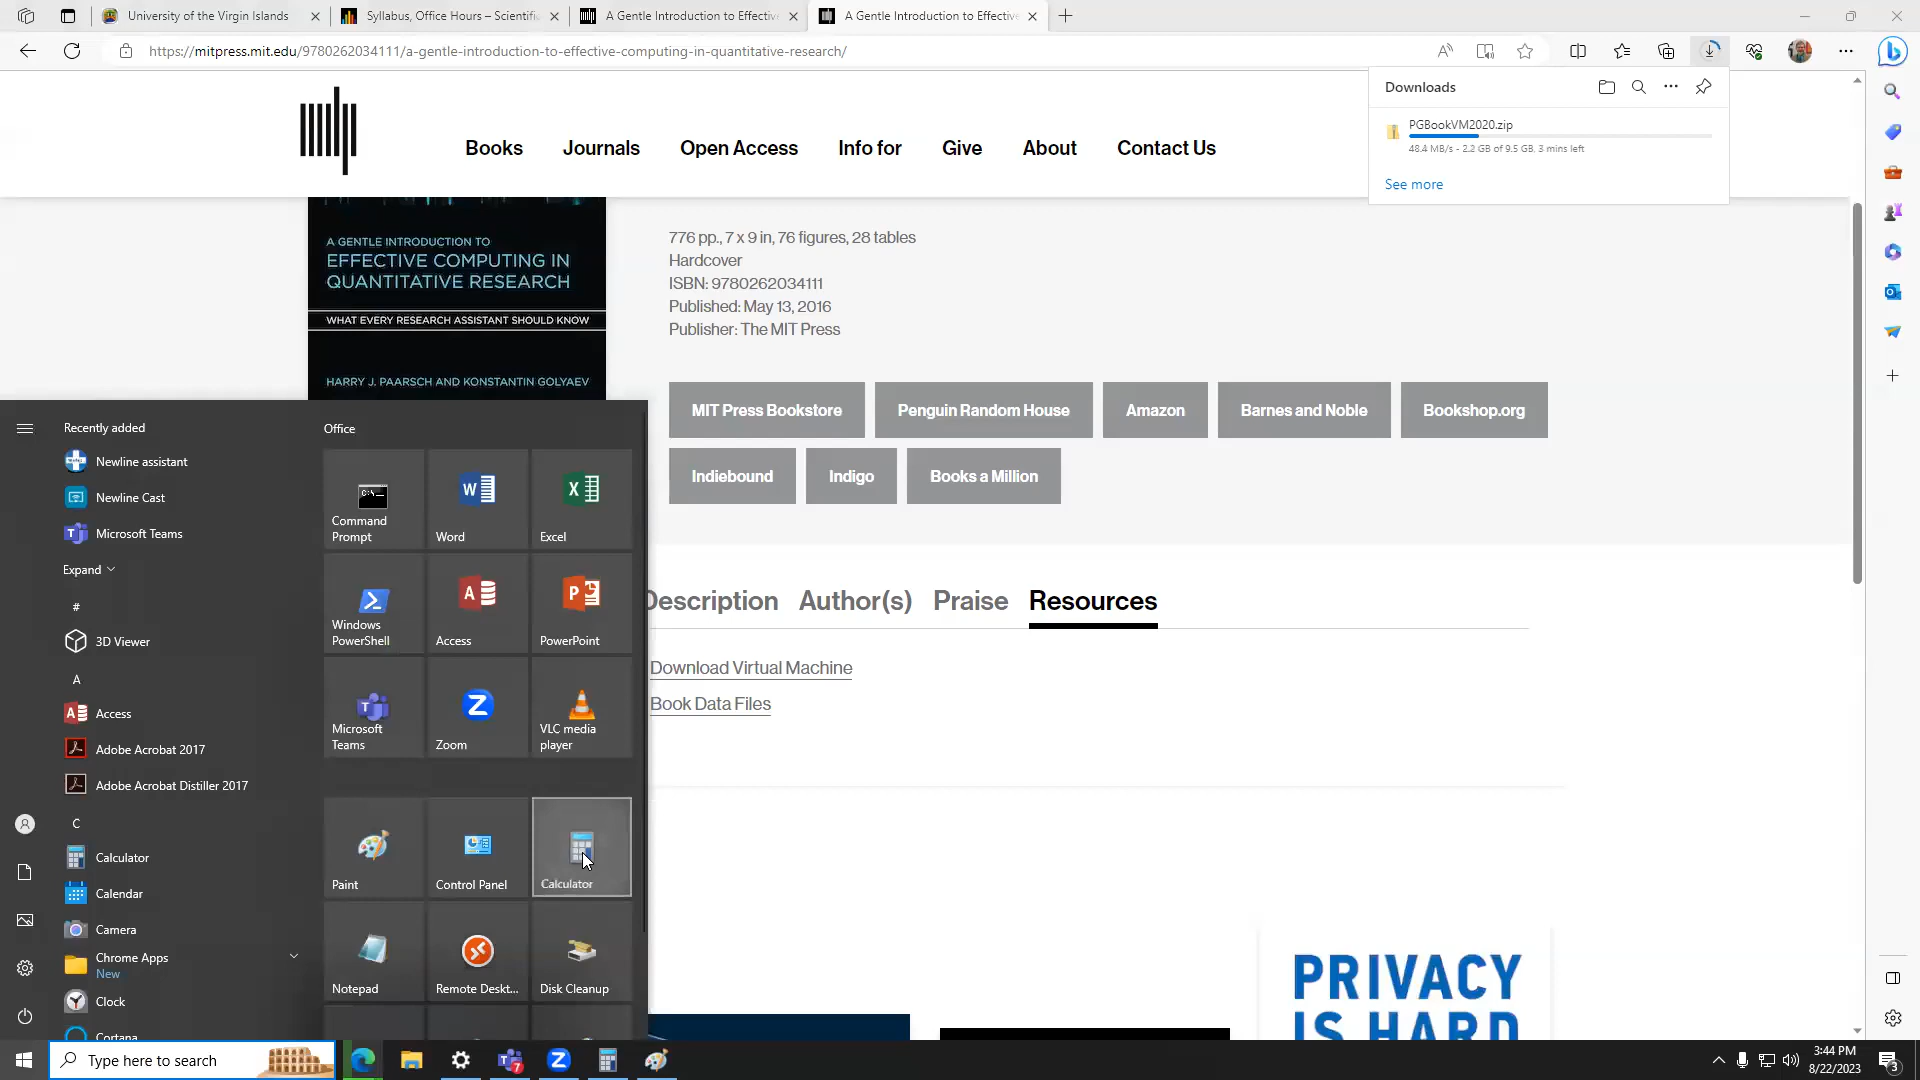 University of the Virgin Islands
Syllabus, Office Hours – Scientifi
A Gentle Introduction to Effective
A Gentle Introduction to Effective
https://mitpress.mit.edu/9780262034111/a-gentle-introduction-to-effective-computing-in-quantitative-research/
Downloads
PGBookVM2020.zip
48.4 MB/s - 2.2 GB of 9.5 GB, 3 mins left
See more
Books
Journals
Open Access
Info for
Give
About
Contact Us
A GENTLE INTRODUCTION TO
EFFECTIVE COMPUTING IN
QUANTITATIVE RESEARCH
WHAT EVERY RESEARCH ASSISTANT SHOULD KNOW
HARRY J. PAARSCH AND KONSTANTIN GOLYAEV
776 pp., 7 x 9 in, 76 figures, 28 tables
Hardcover
ISBN: 9780262034111
Published: May 13, 2016
Publisher: The MIT Press
MIT Press Bookstore
Penguin Random House
Amazon
Barnes and Noble
Bookshop.org
Indiebound
Indigo
Books a Million
Description
Author(s)
Praise
Resources
Download Virtual Machine
Book Data Files
PRIVACY
IS HARD
Recently added
Newline assistant
Newline Cast
Microsoft Teams
Expand
#
3D Viewer
A
Access
Adobe Acrobat 2017
Adobe Acrobat Distiller 2017
C
Calculator
Calendar
Camera
Chrome Apps
New
Clock
Cortana
Office
Command
Prompt
Word
Excel
Windows
PowerShell
Access
PowerPoint
Microsoft
Teams
Zoom
VLC media
player
Paint
Control Panel
Calculator
Notepad
Remote Deskt...
Disk Cleanup
Type here to search
7
3:44 PM
8/22/2023
3